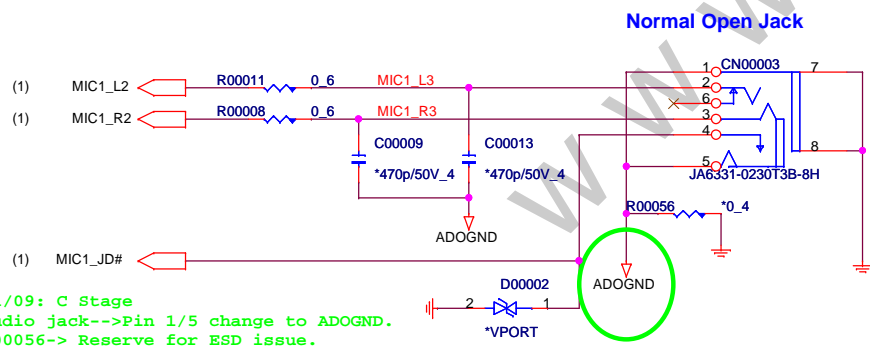 Normal Open Jack
W W W
(1) MIC1_L2 R00011 0_6 MIC1_L3 1 CN00003 7
2
(1) MIC1_R2 R00008 0_6 MIC1_R3 6
3
4
C00009 C00013
*470p/50V_4 *470p/50V_4
5 8
JA6331-0230T3B-8H
R00056 *0_4
ADOGND
(1) MIC1_JD#
D00002 ADOGND
2 1
*VPORT
/09: C Stage
dio jack-->Pin 1/5 change to ADOGND.
00056-> Reserve for ESD issue.